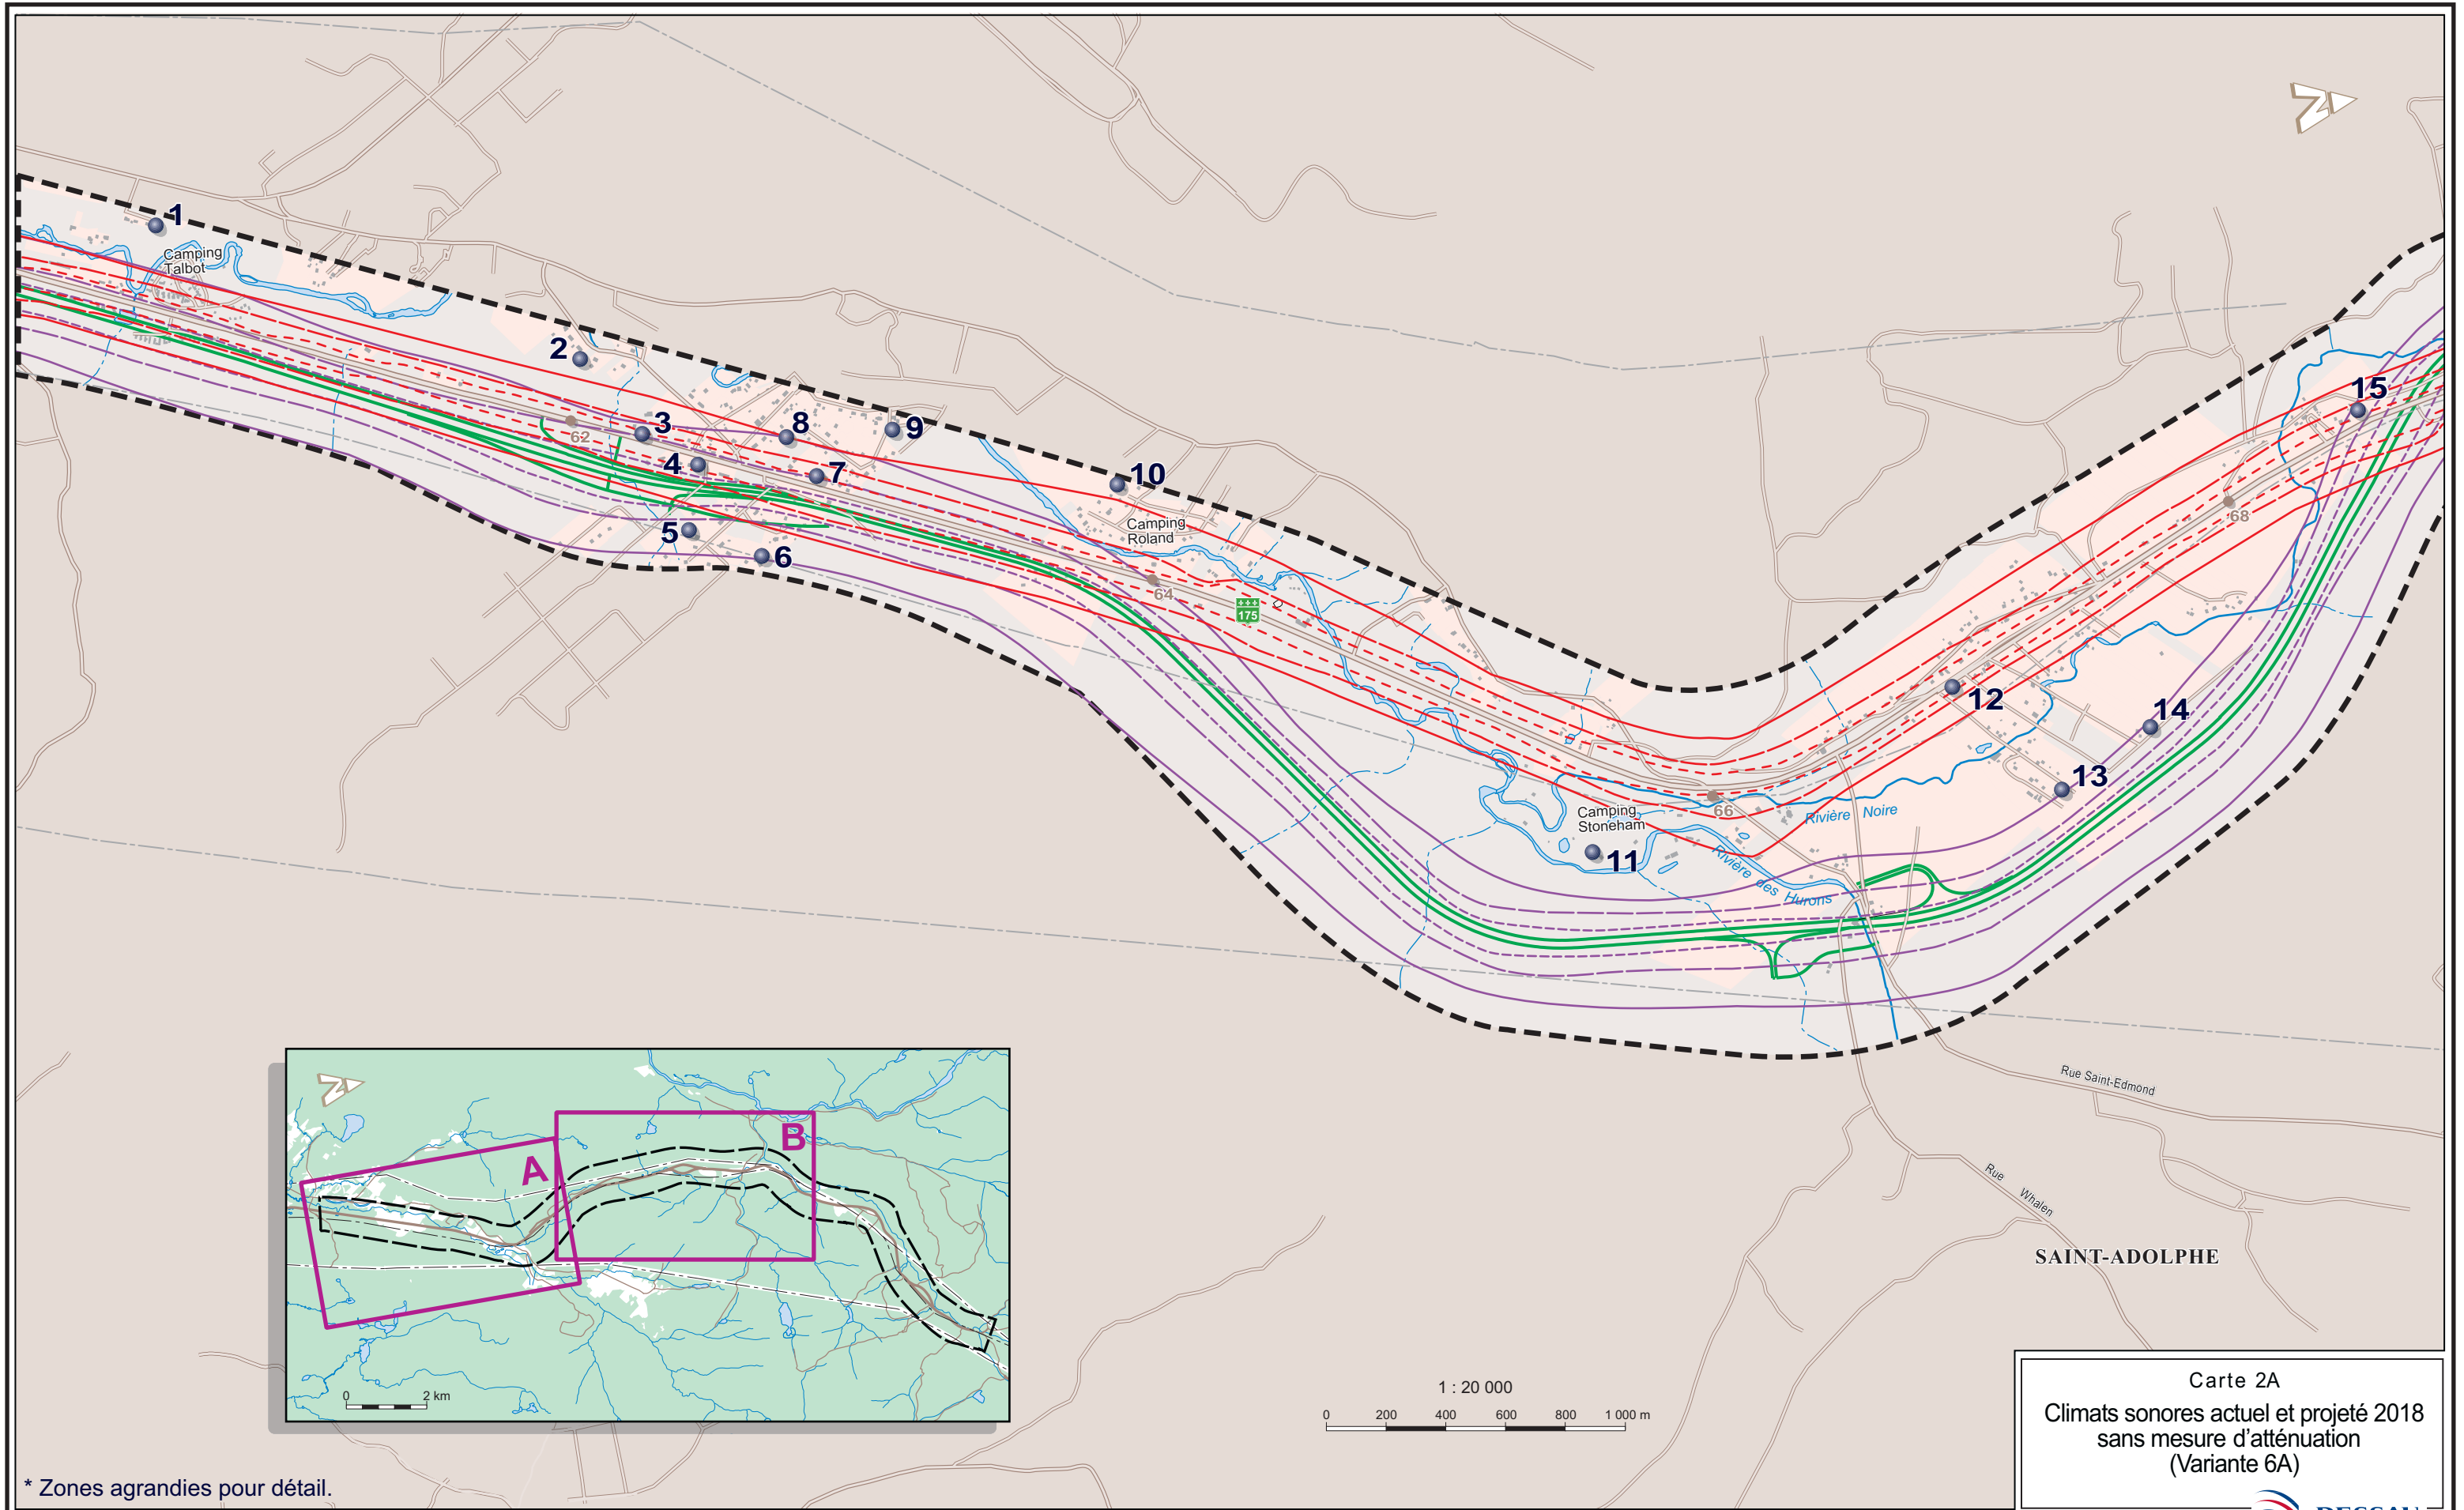 1
Camping
Talbot
2
62
3
4
5
6
7
8
9
10
Camping
Roland
64
175
Camping
Stoneham
11
66
Rivière Noire
Rivière des Hurons
12
13
14
15
68
Rue Saint-Edmond
Rue Whalen
SAINT-ADOLPHE
N
N
A
B
0 2 km
1 : 20 000
0 200 400 600 800 1 000 m
* Zones agrandies pour détail.
Carte 2A
Climats sonores actuel et projeté 2018
sans mesure d'atténuation
(Variante 6A)